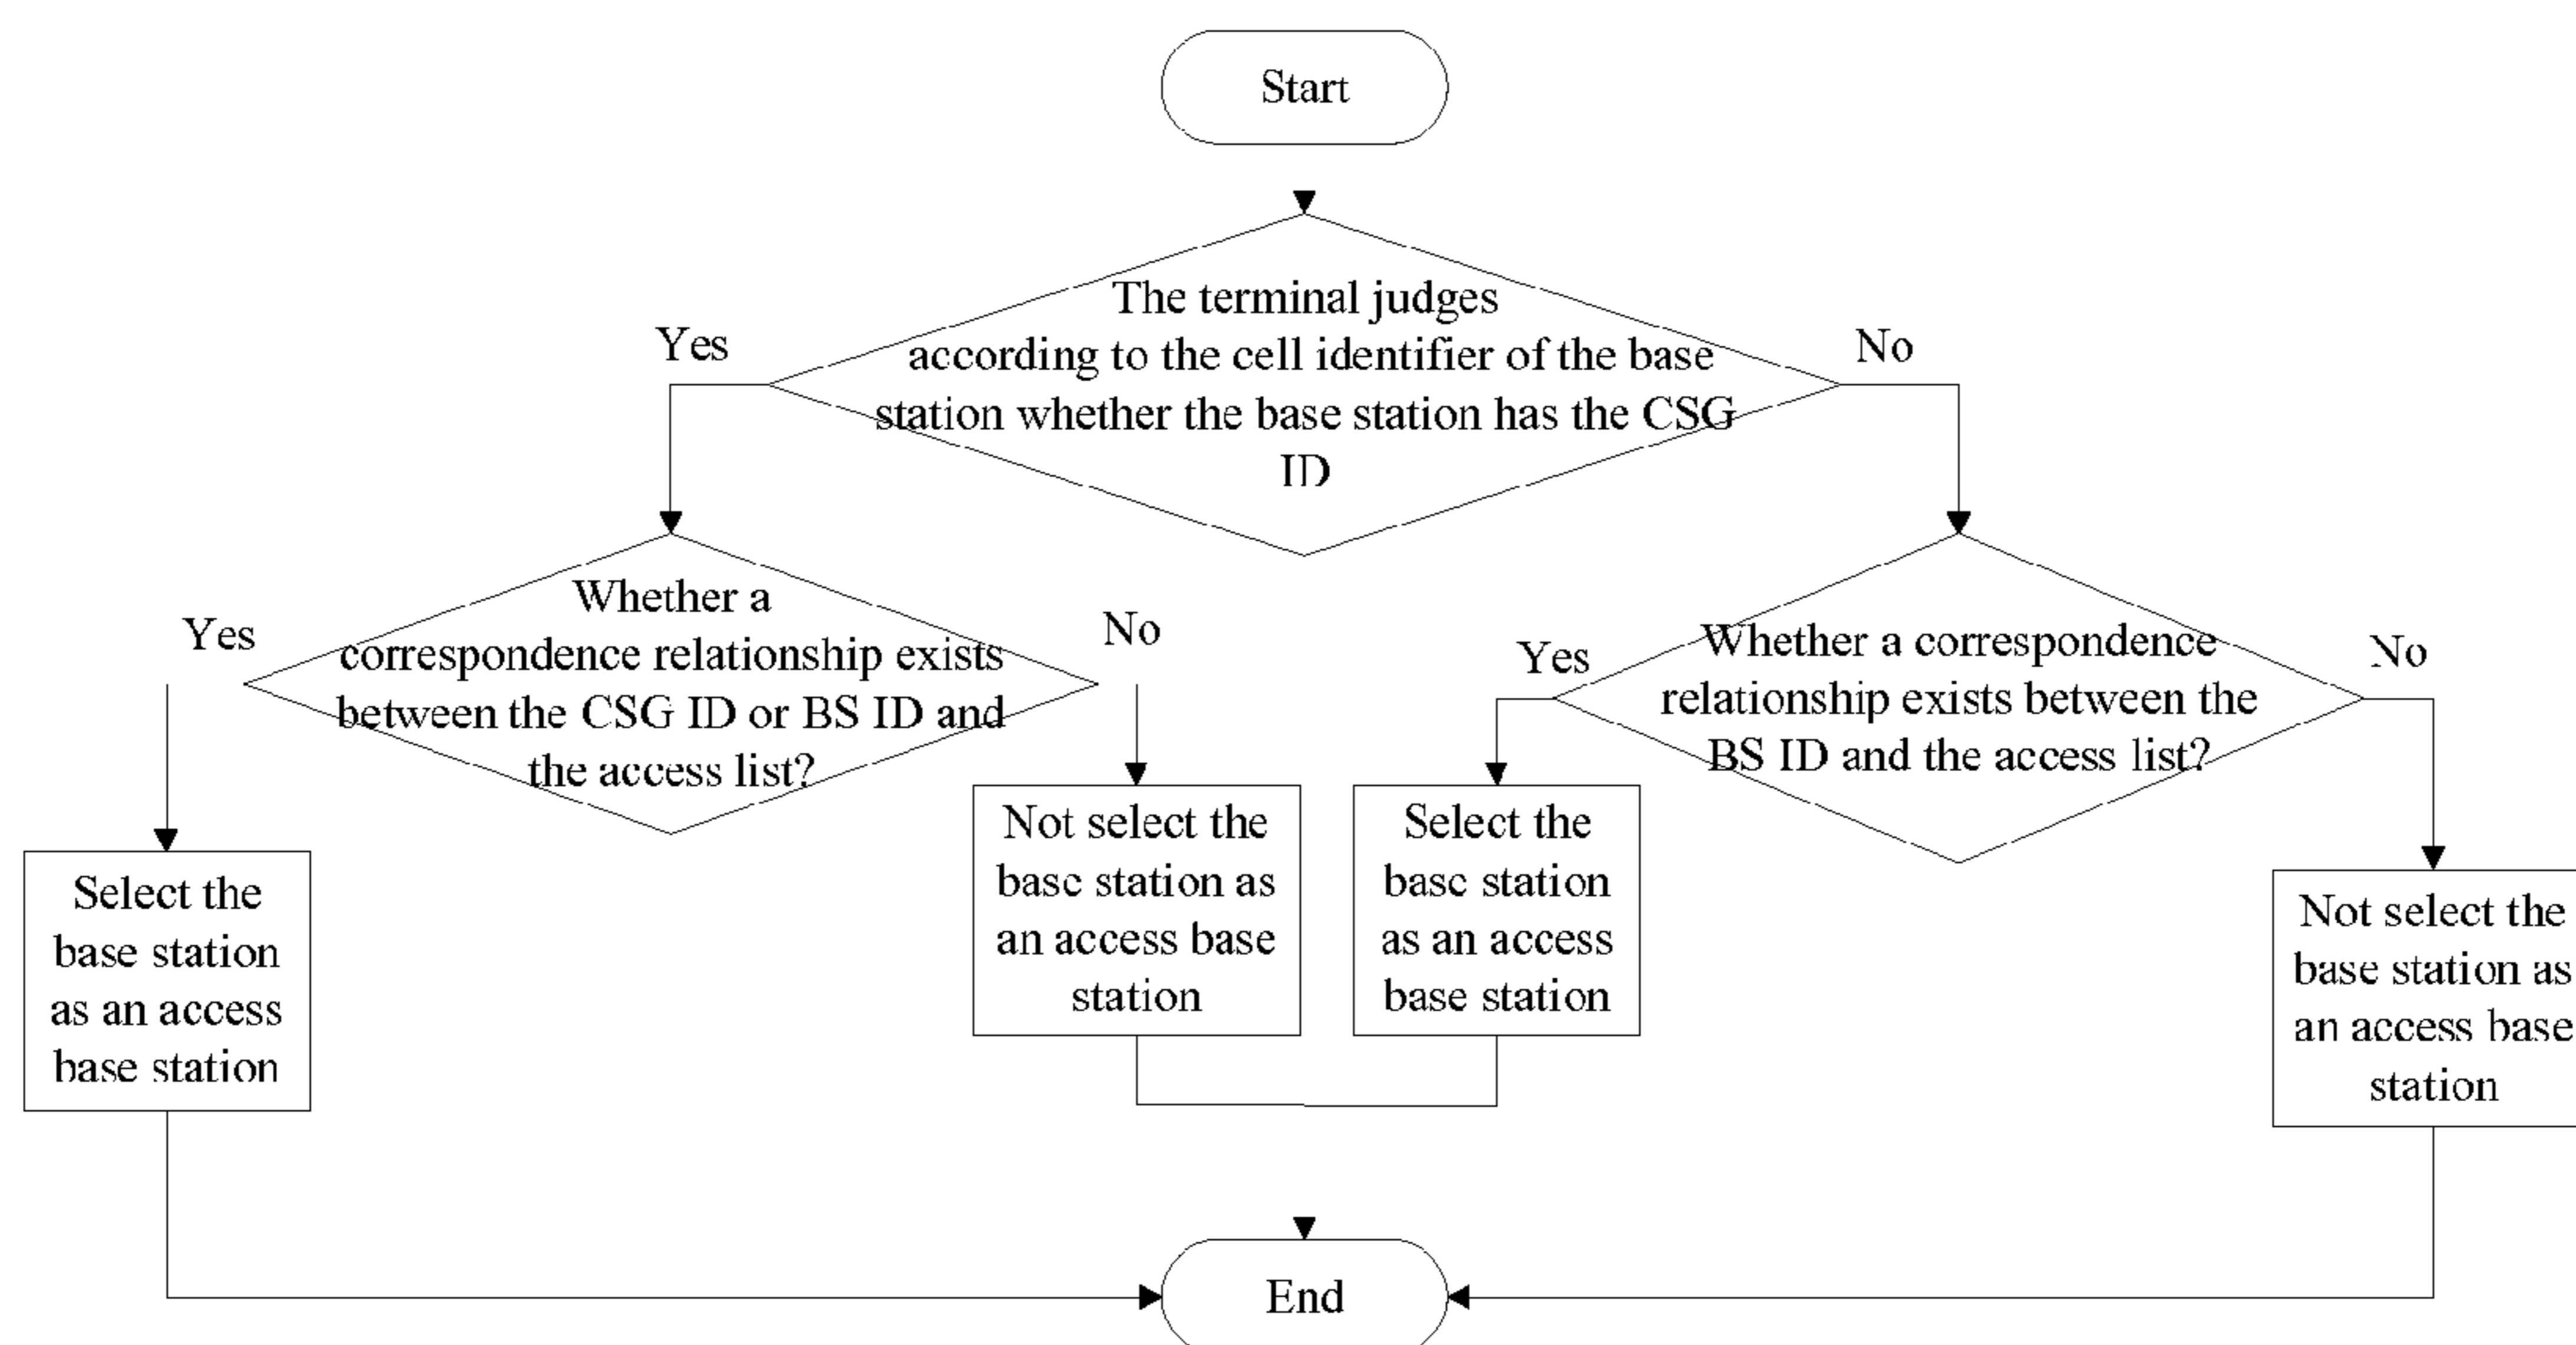 Start
The terminal judges
according to the cell identifier of the base
station whether the base station has the CSG
ID
Yes
No
Whether a
correspondence relationship exists
between the CSG ID or BS ID and
the access list?
Yes
No
Whether a correspondence
relationship exists between the
BS ID and the access list?
Yes
No
Select the
base station
as an access
base station
Not select the
base station as
an access base
station
Select the
base station
as an access
base station
Not select the
base station as
an access base
station
End